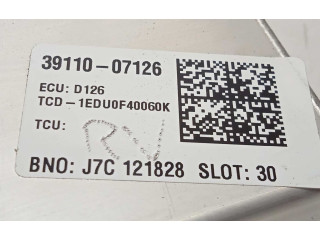 39110-07126
ECU: D126
TCD-1EDU0F40060K
TCU:
RV
BNO: J7C 121828 SLOT: 30